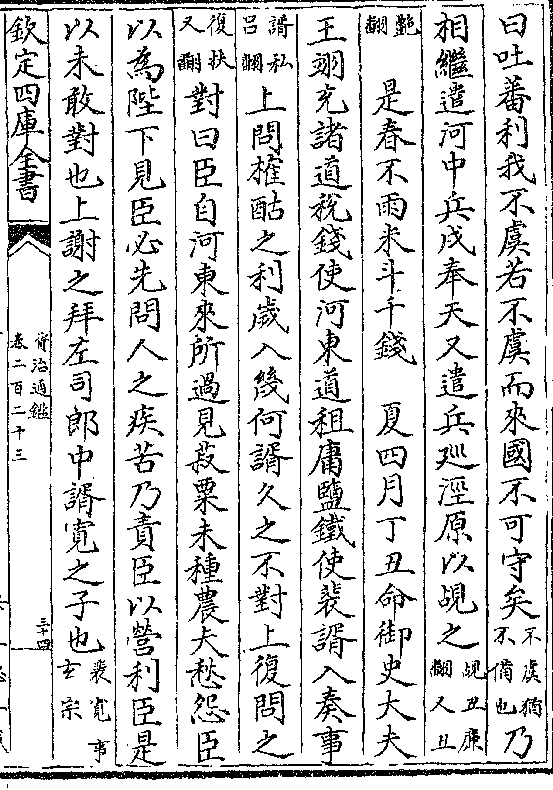 曰吐蕃利我不虞若不虞而來國不可守矣不虞猶不備也乃
相繼遣河中兵戍奉天又遣兵巡涇原以覘之覘丑廉翻又丑
艷翻　是春不雨米斗千錢　夏四月丁丑命御史大夫
王翊充諸道稅錢使河東道租庸鹽鐵使裴諝入奏事
諝私呂翻上問榷酤之利歲入幾何諝久之不對上復問之
復扶又翻對曰臣自河東來所過見菽粟未種農夫愁怨臣
以為陛下見臣必先問人之疾苦乃責臣以營利臣是
以未敢對也上謝之拜左司郎中諝寬之子也裴寬事玄宗
欽定四庫全書
資治通鑑
卷二百二十三
三十四